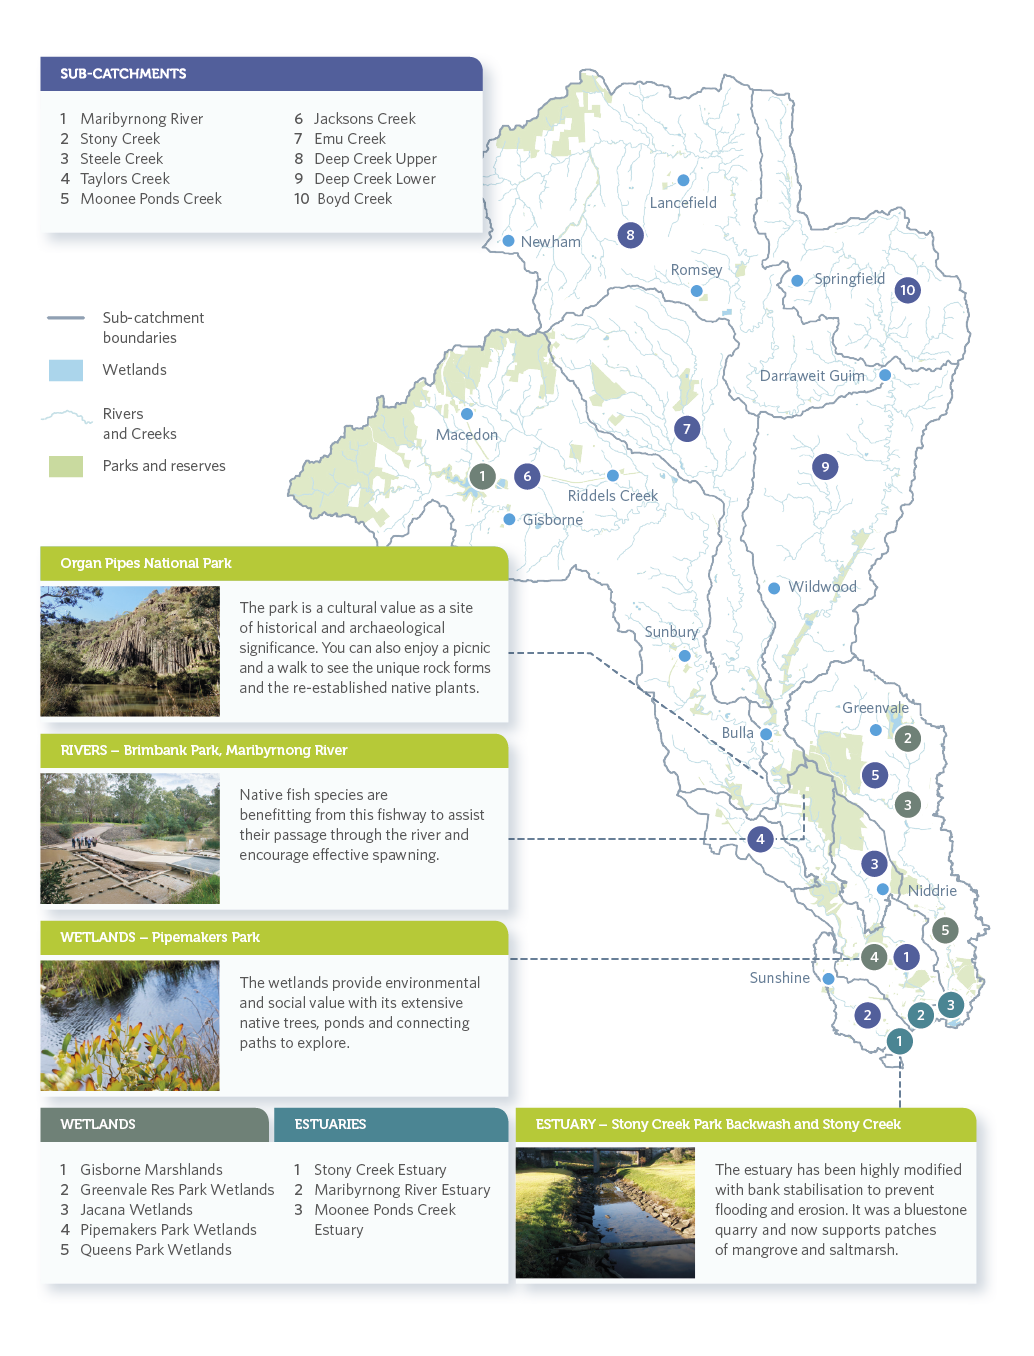 SUB-CATCHMENTS
1 Maribyrnong River
2 Stony Creek
3 Steele Creek
4 Taylors Creek
5 Moonee Ponds Creek
6 Jacksons Creek
7 Emu Creek
8 Deep Creek Upper
9 Deep Creek Lower
10 Boyd Creek
Sub-catchment
boundaries
Wetlands
Rivers
and Creeks
Parks and reserves
Lancefield
Newham
8
Romsey
Springfield
10
Darraweit Guim
Macedon
7
1
6
9
Riddels Creek
Gisborne
Wildwood
Sunbury
Greenvale
Bulla
2
5
3
4
3
Niddrie
5
4
1
Sunshine
2
2
3
1
Organ Pipes National Park
The park is a cultural value as a site
of historical and archaeological
significance. You can also enjoy a picnic
and a walk to see the unique rock forms
and the re-established native plants.
RIVERS – Brimbank Park, Maribyrnong River
Native fish species are
benefitting from this fishway to assist
their passage through the river and
encourage effective spawning.
WETLANDS – Pipemakers Park
The wetlands provide environmental
and social value with its extensive
native trees, ponds and connecting
paths to explore.
WETLANDS
1 Gisborne Marshlands
2 Greenvale Res Park Wetlands
3 Jacana Wetlands
4 Pipemakers Park Wetlands
5 Queens Park Wetlands
ESTUARIES
1 Stony Creek Estuary
2 Maribyrnong River Estuary
3 Moonee Ponds Creek
Estuary
ESTUARY – Stony Creek Park Backwash and Stony Creek
The estuary has been highly modified
with bank stabilisation to prevent
flooding and erosion. It was a bluestone
quarry and now supports patches
of mangrove and saltmarsh.